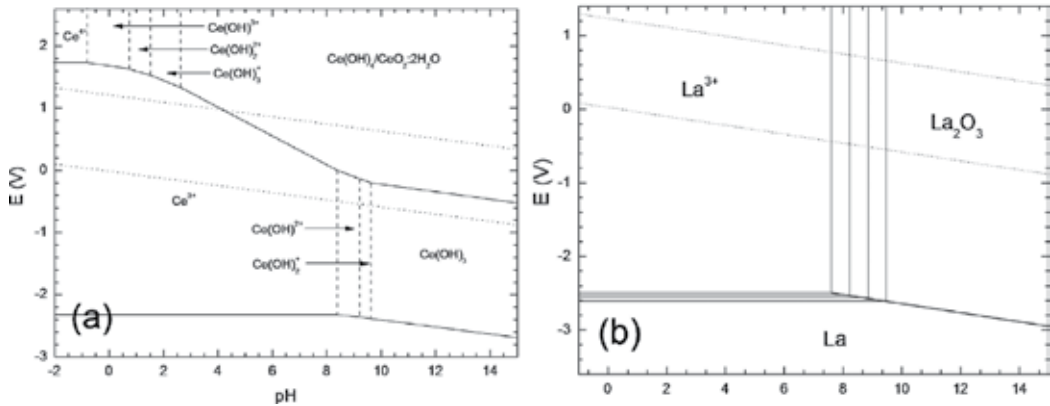 Ce⁴⁺
Ce(OH)³⁺
Ce(OH)₂²⁺
Ce(OH)₃⁺
Ce(OH)₄/CeO₂·2H₂O
Ce³⁺
Ce(OH)²⁺
Ce(OH)₂⁺
Ce(OH)₃
(a)
E (V)
2
1
0
-1
-2
-3
-2 0 2 4 6 8 10 12 14
pH
La³⁺
La₂O₃
La
(b)
E (V)
1
0
-1
-2
-3
0 2 4 6 8 10 12 14